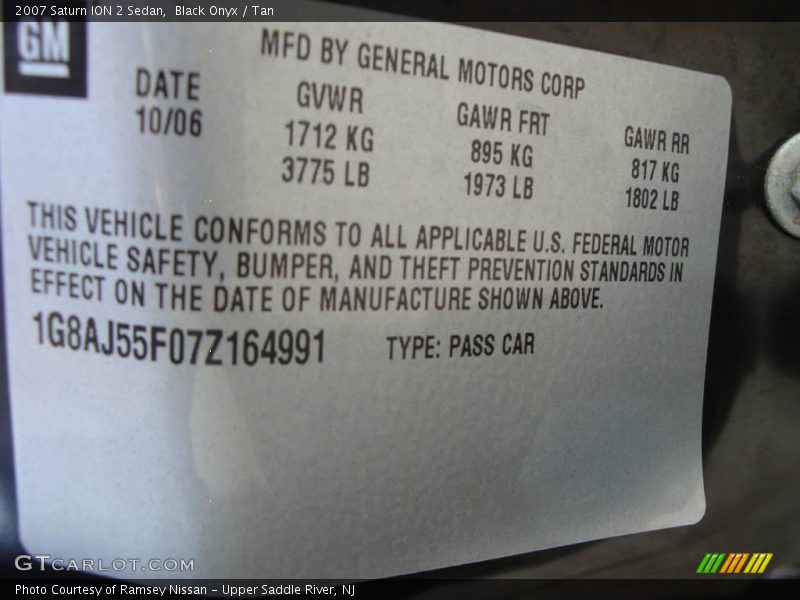 2007 Saturn ION 2 Sedan, Black Onyx / Tan
GM
MFD BY GENERAL MOTORS CORP
DATE GVWR GAWR FRT GAWR RR
10/06 1712 KG 895 KG 817 KG
3775 LB 1973 LB 1802 LB
THIS VEHICLE CONFORMS TO ALL APPLICABLE U.S. FEDERAL MOTOR
VEHICLE SAFETY, BUMPER, AND THEFT PREVENTION STANDARDS IN
EFFECT ON THE DATE OF MANUFACTURE SHOWN ABOVE.
1G8AJ55F07Z164991 TYPE: PASS CAR
GTCARLOT.COM
Photo Courtesy of Ramsey Nissan - Upper Saddle River, NJ